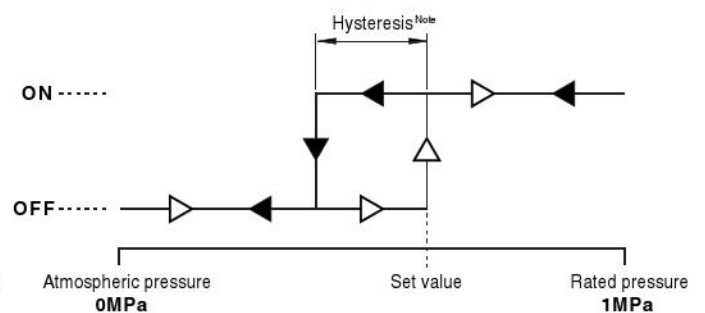 Hysteresis Note
ON
OFF
Atmospheric pressure Set value Rated pressure
0MPa 1MPa